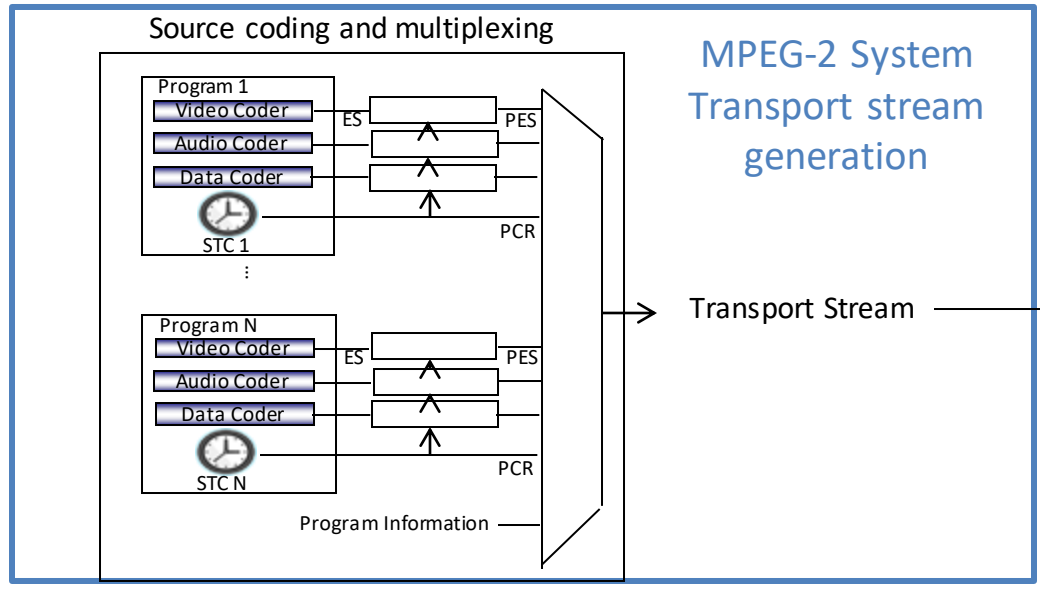 Source coding and multiplexing
MPEG-2 System
Transport stream
generation
Program 1
Video Coder
ES
PES
Audio Coder
Data Coder
STC 1
PCR
...
Transport Stream
Program N
Video Coder
ES
PES
Audio Coder
Data Coder
STC N
PCR
Program Information